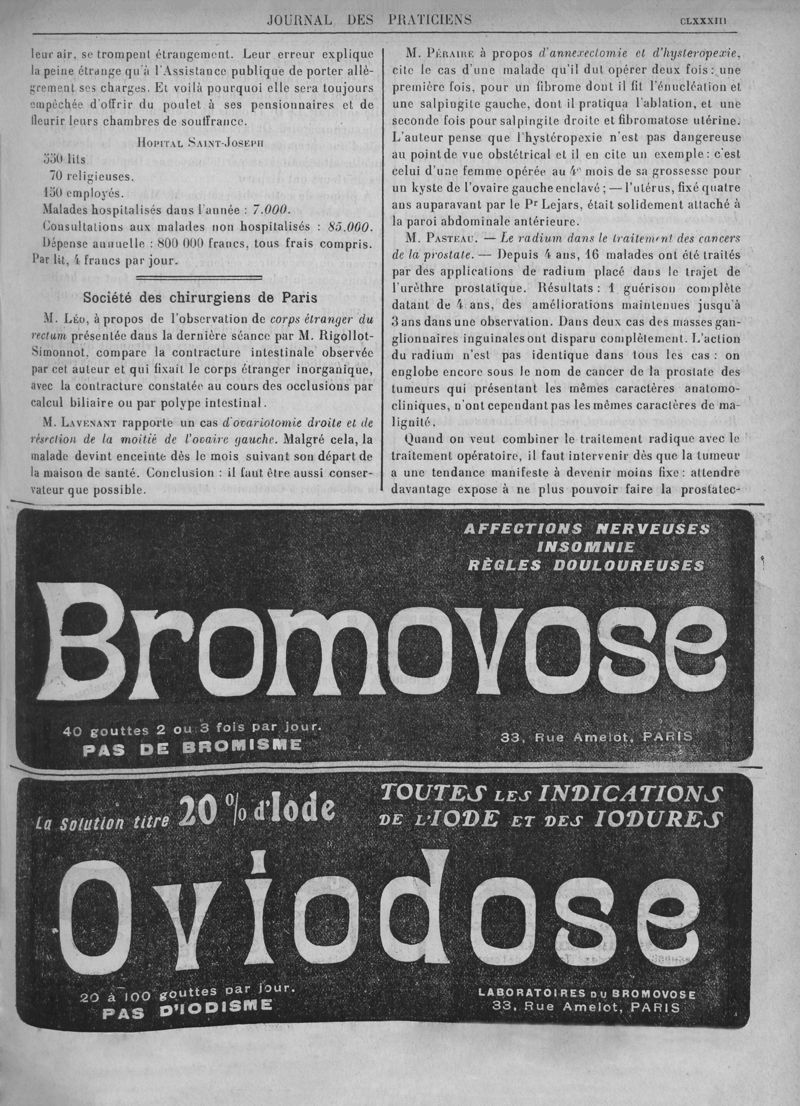 JOURNAL DES PRATICIENS CLXXXIII
leur air, se trompent étrangement. Leur erreur explique
la peine étrange qu'a l'Assistance publique de porter allè-
grement ses charges. Et voilà pourquoi elle sera toujours
empêchée d'offrir du poulet à ses pensionnaires et de
fleurir leurs chambres de souffrance.
HOPITAL SAINT-JOSEPH
550 lits
70 religieuses.
150 employés.
Malades hospitalisés dans l'année : 7.000.
Consultations aux malades non hospitalisés : 85.000.
Dépense annuelle : 800 000 francs, tous frais compris.
Par lit, 4 francs par jour.
Société des chirurgiens de Paris
M. LÉO, à propos de l'observation de corps étranger du
rectum présentée dans la dernière séance par M. Rigollot-
Simonnot, compare la contracture intestinale observée
par cet auteur et qui fixait le corps étranger inorganique,
avec la contracture constatée au cours des occlusions par
calcul biliaire ou par polype intestinal.
M. LAVENANT rapporte un cas d'ovariotomie droite et de
résection de la moitié de l'ovaire gauche. Malgré cela, la
malade devint enceinte dès le mois suivant son départ de
la maison de santé. Conclusion : il faut être aussi conser-
vateur que possible.
M. PÉRAIRE à propos d'annexectomie et d'hysteropexie,
cite le cas d'une malade qu'il dut opérer deux fois : une
première fois, pour un fibrome dont il fit l'énucléation et
une salpingite gauche, dont il pratiqua l'ablation, et une
seconde fois pour salpingite droite et fibromatose utérine.
L'auteur pense que l'hystéropexie n'est pas dangereuse
au point de vue obstétrical et il en cite un exemple : c'est
celui d'une femme opérée au 4e mois de sa grossesse pour
un kyste de l'ovaire gauche enclavé ; — l'utérus, fixé quatre
ans auparavant par le Pr Lejars, était solidement attaché à
la paroi abdominale antérieure.
M. PASTEAU. — Le radium dans le traitement des cancers
de la prostate. — Depuis 4 ans, 16 malades ont été traités
par des applications de radium placé dans le trajet de
l'urèthre prostatique. Résultats : 1 guérison complète
datant de 4 ans, des améliorations maintenues jusqu'à
3 ans dans une observation. Dans deux cas des masses gan-
glionnaires inguinales ont disparu complètement. L'action
du radium n'est pas identique dans tous les cas : on
englobe encore sous le nom de cancer de la prostate des
tumeurs qui présentant les mêmes caractères anatomo-
cliniques, n'ont cependant pas les mêmes caractères de ma-
lignité.
Quand on veut combiner le traitement radique avec le
traitement opératoire, il faut intervenir dès que la tumeur
a une tendance manifeste à devenir moins fixe : attendre
davantage expose à ne plus pouvoir faire la prostatec-
AFFECTIONS NERVEUSES
INSOMNIE
RÈGLES DOULOUREUSES
Bromovose
40 gouttes 2 ou 3 fois par jour.
PAS DE BROMISME
33, Rue Amelot, PARIS
La Solution titre 20 % d'Iode
TOUTES LES INDICATIONS
DE L'IODE ET DES IODURES
Oviodose
20 à 100 gouttes par jour.
PAS D'IODISME
LABORATOIRES DU BROMOVOSE
33, Rue Amelot, PARIS